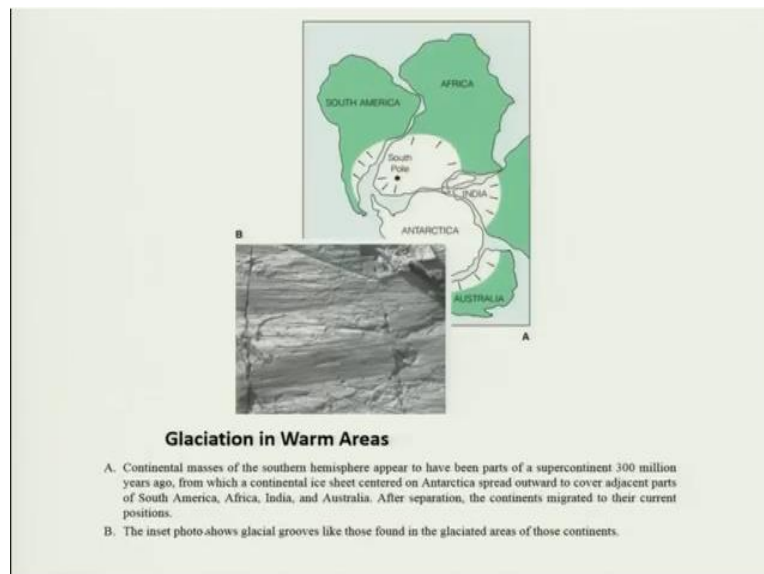 SOUTH AMERICA
AFRICA
South
Pole
INDIA
ANTARCTICA
AUSTRALIA
B
A
Glaciation in Warm Areas
A. Continental masses of the southern hemisphere appear to have been parts of a supercontinent 300 million
years ago, from which a continental ice sheet centered on Antarctica spread outward to cover adjacent parts
of South America, Africa, India, and Australia. After separation, the continents migrated to their current
positions.
B. The inset photo shows glacial grooves like those found in the glaciated areas of those continents.